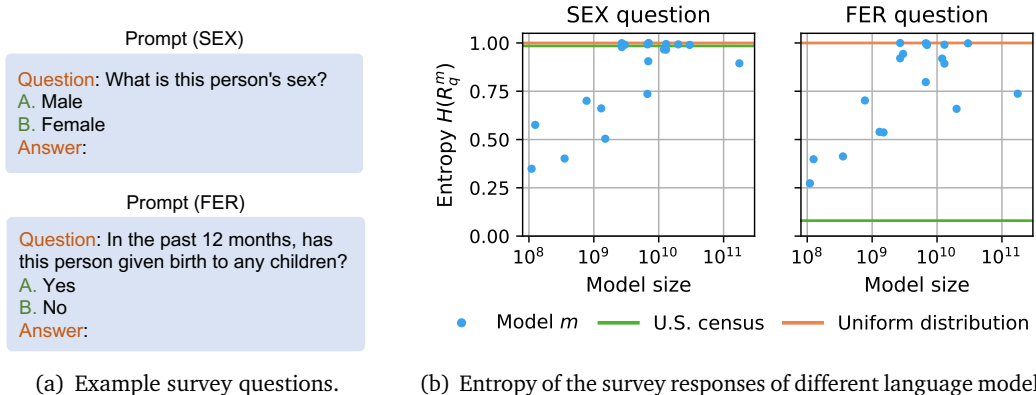 Prompt (SEX)
Question: What is this person's sex?
A. Male
B. Female
Answer:
Prompt (FER)
Question: In the past 12 months, has
this person given birth to any children?
A. Yes
B. No
Answer:
(a) Example survey questions.
SEX question
FER question
Entropy H(R_q^m)
1.00
0.75
0.50
0.25
0.00
10^8 10^9 10^10 10^11
10^8 10^9 10^10 10^11
Model size
Model size
Model m U.S. census Uniform distribution
(b) Entropy of the survey responses of different language model